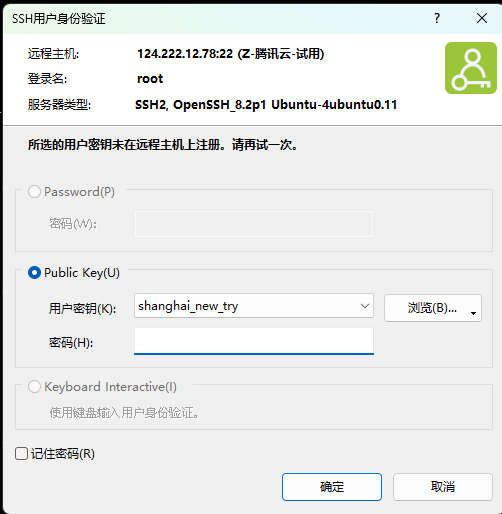 SSH用户身份验证
远程主机: 124.222.12.78:22 (Z-腾讯云-试用)
登录名: root
服务器类型: SSH2, OpenSSH_8.2p1 Ubuntu-4ubuntu0.11
所选的用户密钥未在远程主机上注册。请再试一次。
Password(P)
密码(W):
Public Key(U)
用户密钥(K): shanghai_new_try 浏览(B)...
密码(H):
Keyboard Interactive(I)
使用键盘输入用户身份验证。
记住密码(R)
确定 取消